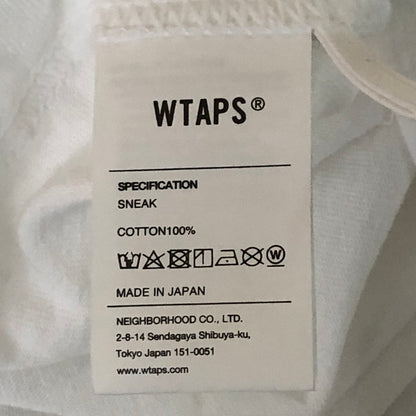 WTAPS®
SPECIFICATION
SNEAK
COTTON100%
W
MADE IN JAPAN
NEIGHBORHOOD CO., LTD.
2-8-14 Sendagaya Shibuya-ku,
Tokyo Japan 151-0051
www.wtaps.com